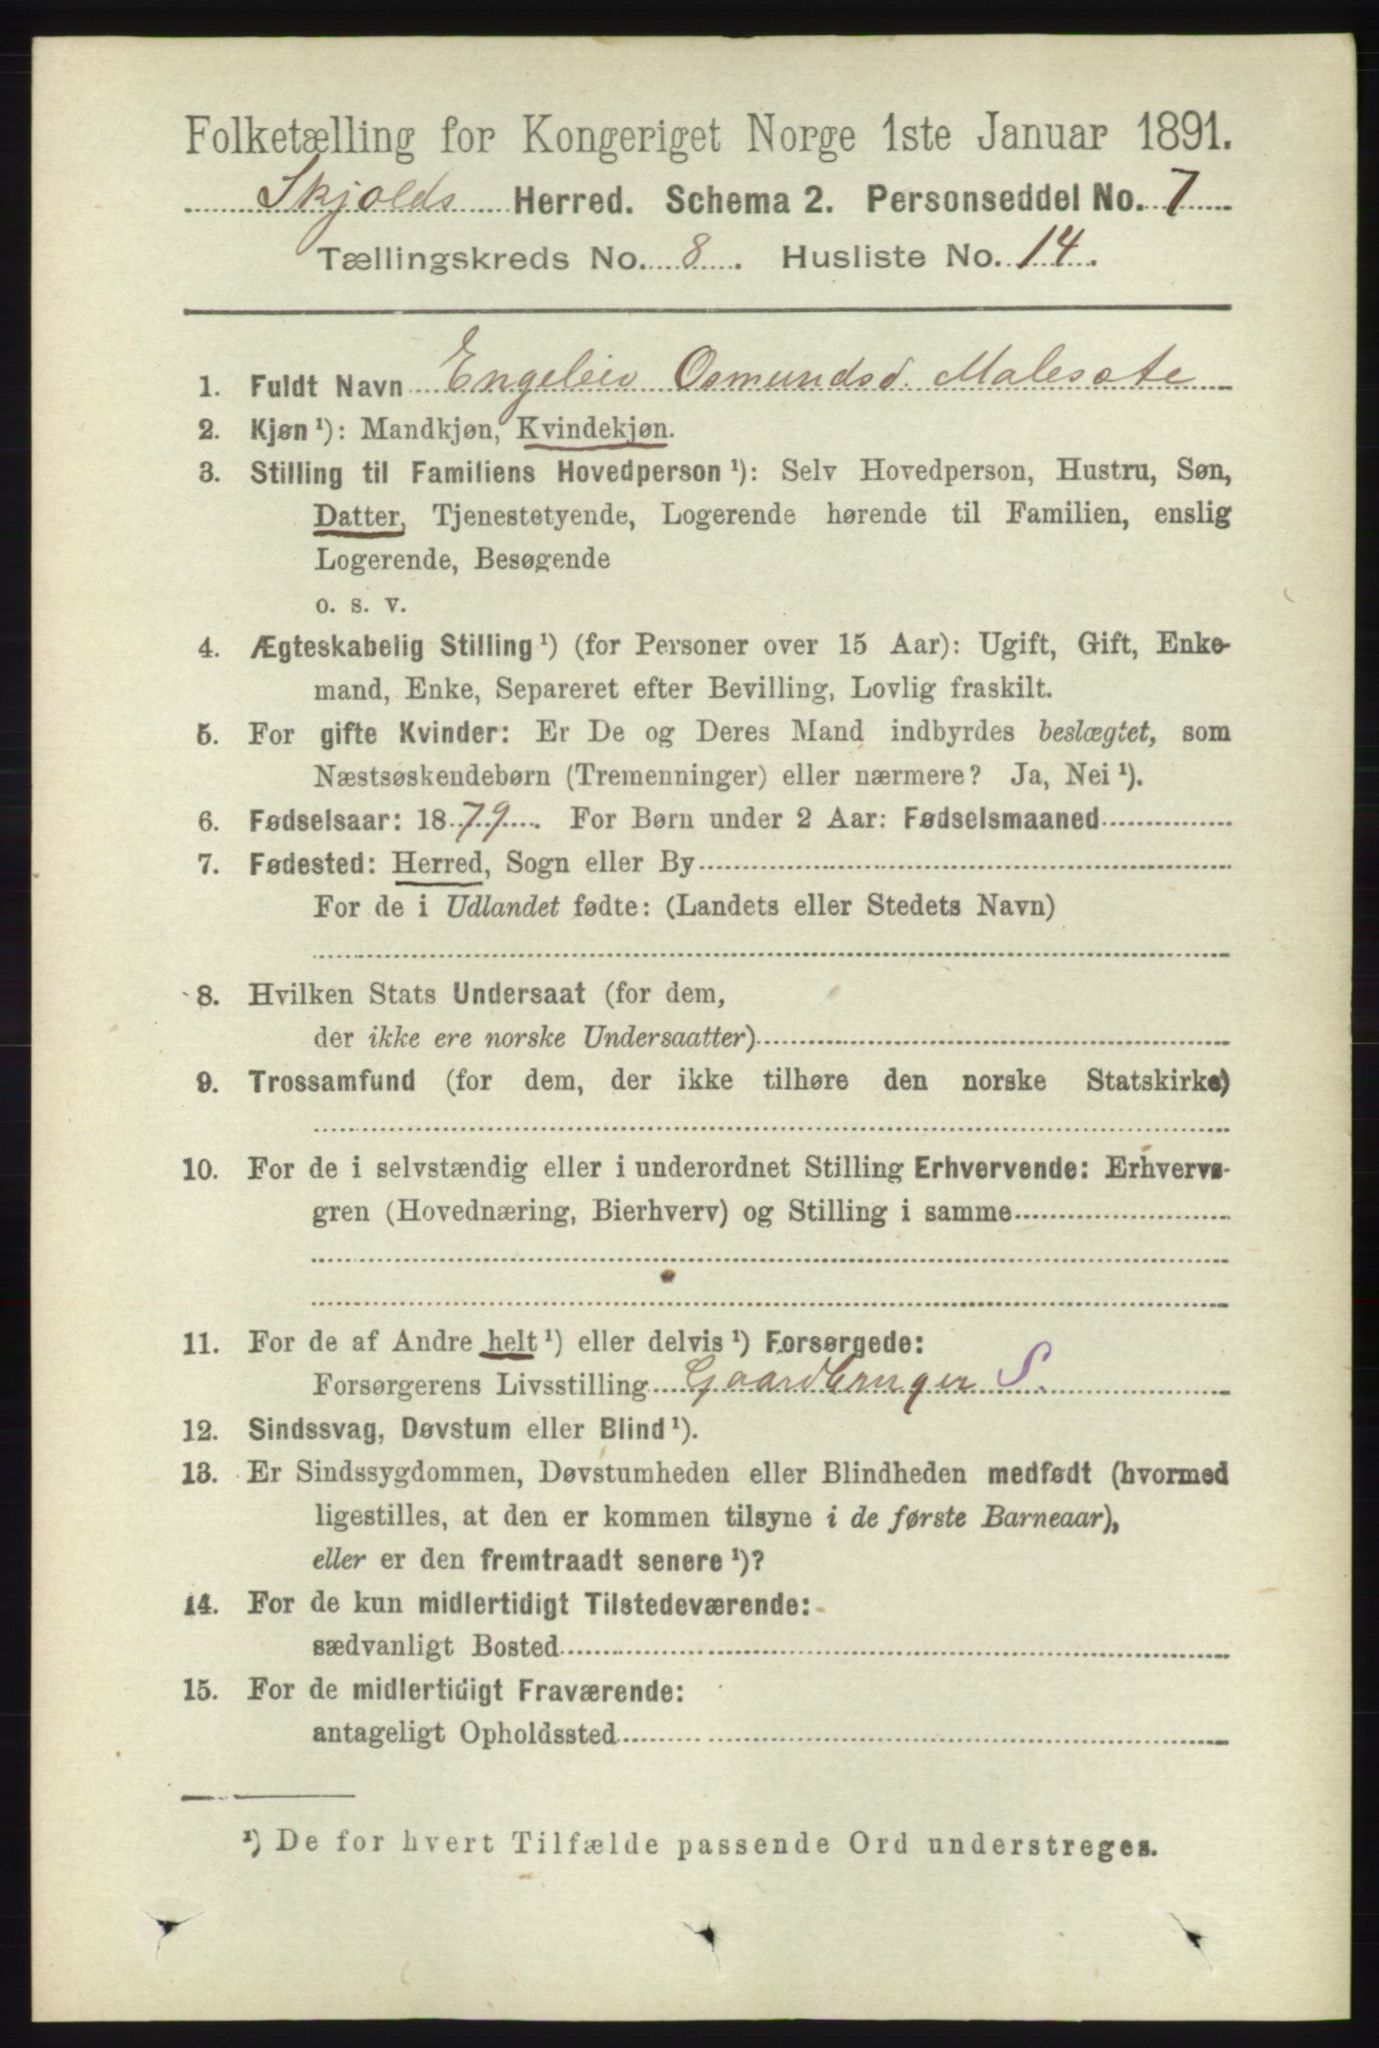 Folketælling for Kongeriget Norge 1ste Januar 1891.
Skjolds Herred. Schema 2. Personseddel No. 7
Tællingskreds No. 8. Husliste No. 14.
1. Fuldt Navn Engeleiv Osmundsd. Malesæte
2. Kjøn ¹): Mandkjøn, Kvindekjøn.
3. Stilling til Familiens Hovedperson ¹): Selv Hovedperson, Hustru, Søn,
Datter, Tjenestetyende, Logerende hørende til Familien, enslig
Logerende, Besøgende
o. s. v.
4. Ægteskabelig Stilling ¹) (for Personer over 15 Aar): Ugift, Gift, Enke-
mand, Enke, Separeret efter Bevilling, Lovlig fraskilt.
5. For gifte Kvinder: Er De og Deres Mand indbyrdes beslægtet, som
Næstsøskendebørn (Tremenninger) eller nærmere? Ja, Nei ¹).
6. Fødselsaar: 1879. For Børn under 2 Aar: Fødselsmaaned
7. Fødested: Herred, Sogn eller By
For de i Udlandet fødte: (Landets eller Stedets Navn)
8. Hvilken Stats Undersaat (for dem,
der ikke ere norske Undersaatter)
9. Trossamfund (for dem, der ikke tilhøre den norske Statskirke)
10. For de i selvstændig eller i underordnet Stilling Erhvervende: Erhvervs-
gren (Hovednæring, Bierhverv) og Stilling i samme
11. For de af Andre helt ¹) eller delvis ¹) Forsørgede:
Forsørgerens Livsstilling Gaardbruger S.
12. Sindssvag, Døvstum eller Blind ¹).
13. Er Sindssygdommen, Døvstumheden eller Blindheden medfødt (hvormed
ligestilles, at den er kommen tilsyne i de første Barneaar),
eller er den fremtraadt senere ¹)?
14. For de kun midlertidigt Tilstedeværende:
sædvanligt Bosted
15. For de midlertidigt Fraværende:
antageligt Opholdssted
¹) De for hvert Tilfælde passende Ord understreges.